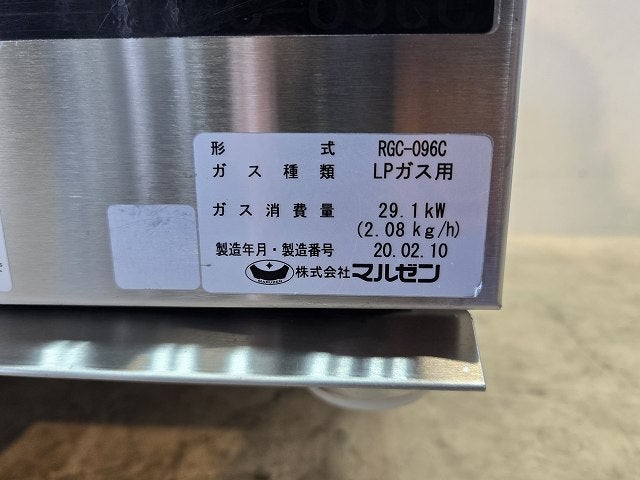 RGC-096C
形式 RGC-096C
ガス種類 LPガス用
ガス消費量 29.1kW
(2.08kg/h)
製造年月・製造番号 20.02.10
株式会社マルゼン